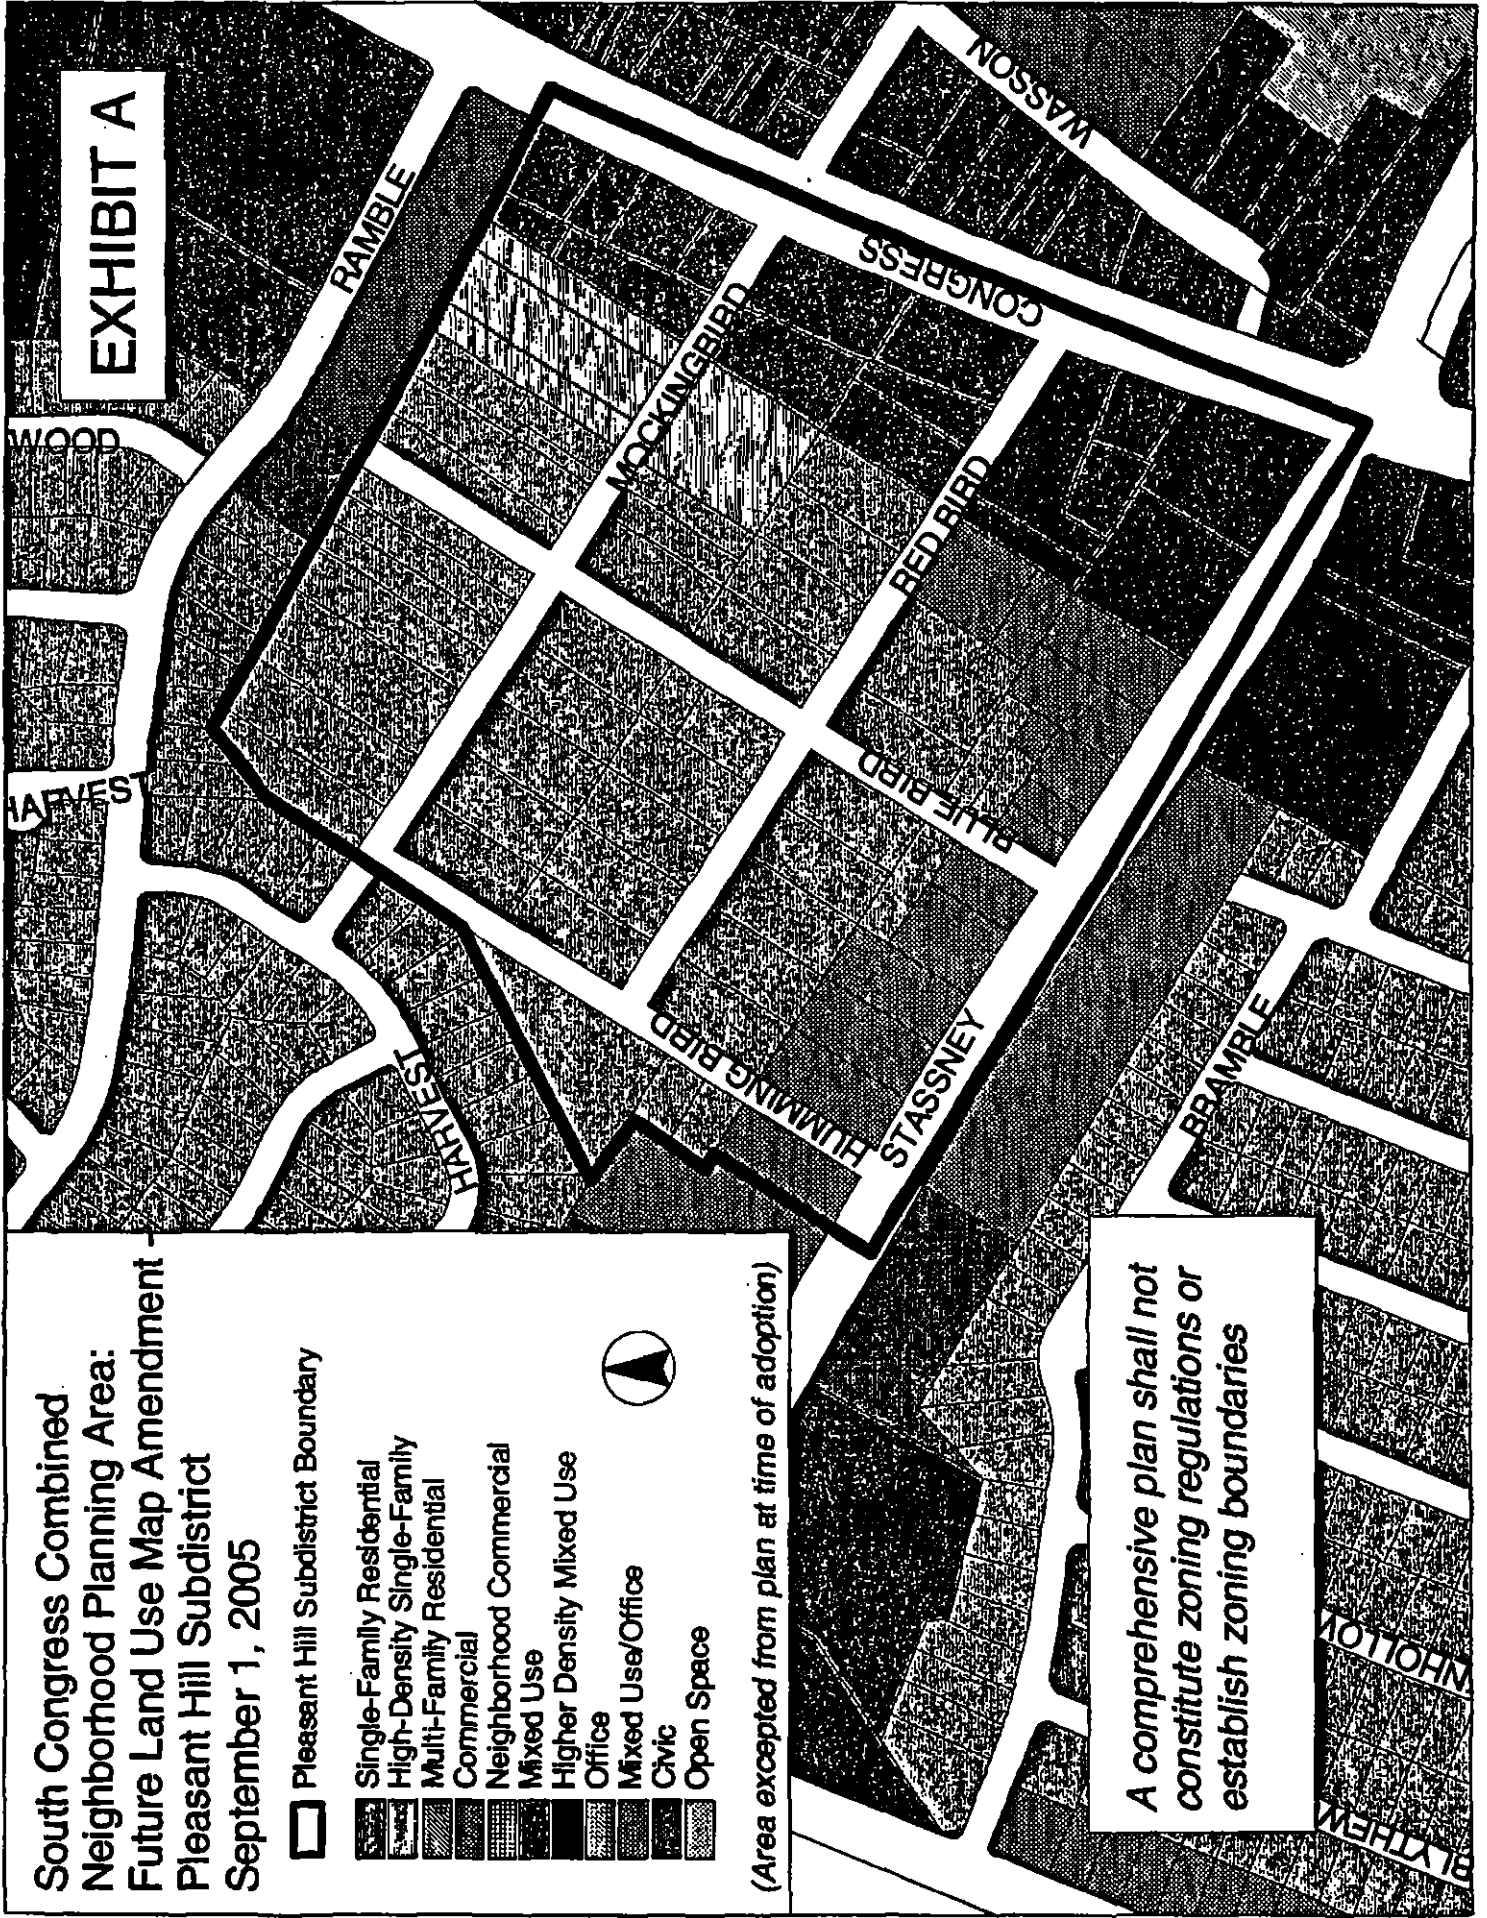 South Congress Combined
Neighborhood Planning Area:
Future Land Use Map Amendment -
Pleasant Hill Subdistrict
September 1, 2005
Pleasant Hill Subdistrict Boundary
Single-Family Residential
High-Density Single-Family
Multi-Family Residential
Commercial
Neighborhood Commercial
Mixed Use
Higher Density Mixed Use
Office
Mixed Use/Office
Civic
Open Space
(Area excepted from plan at time of adoption)
EXHIBIT A
WOOD
RAMBLE
HARVEST
HARVEST
WASSON
CONGRESS
MOCKINGBIRD
RED BIRD
BLUE BIRD
HUMMING BIRD
STASSNEY
BRAMBLE
A comprehensive plan shall not
constitute zoning regulations or
establish zoning boundaries
NHOLLOW
BLYTHEW